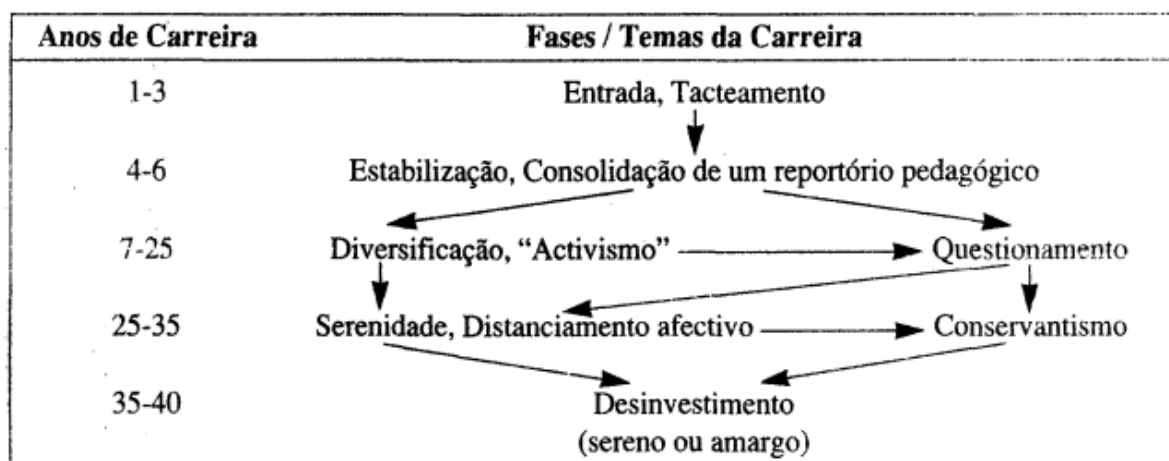 Anos de Carreira Fases / Temas da Carreira
1-3 Entrada, Tacteamento
4-6 Estabilização, Consolidação de um reportório pedagógico
7-25 Diversificação, “Activismo” Questionamento
25-35 Serenidade, Distanciamento afectivo Conservantismo
35-40 Desinvestimento
(sereno ou amargo)